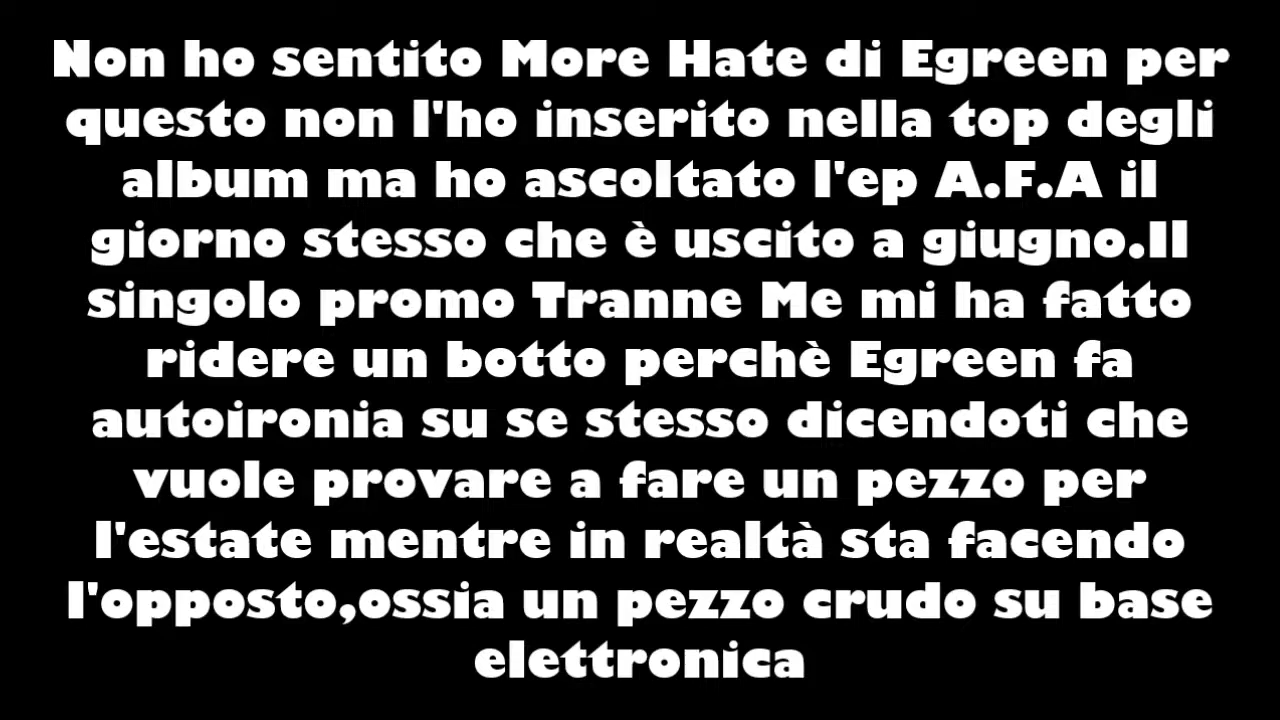 Non ho sentito More Hate di Egreen per
questo non l'ho inserito nella top degli
album ma ho ascoltato l'ep A.F.A il
giorno stesso che è uscito a giugno.Il
singolo promo Tranne Me mi ha fatto
ridere un botto perchè Egreen fa
autoironia su se stesso dicendoti che
vuole provare a fare un pezzo per
l'estate mentre in realtà sta facendo
l'opposto,ossia un pezzo crudo su base
elettronica